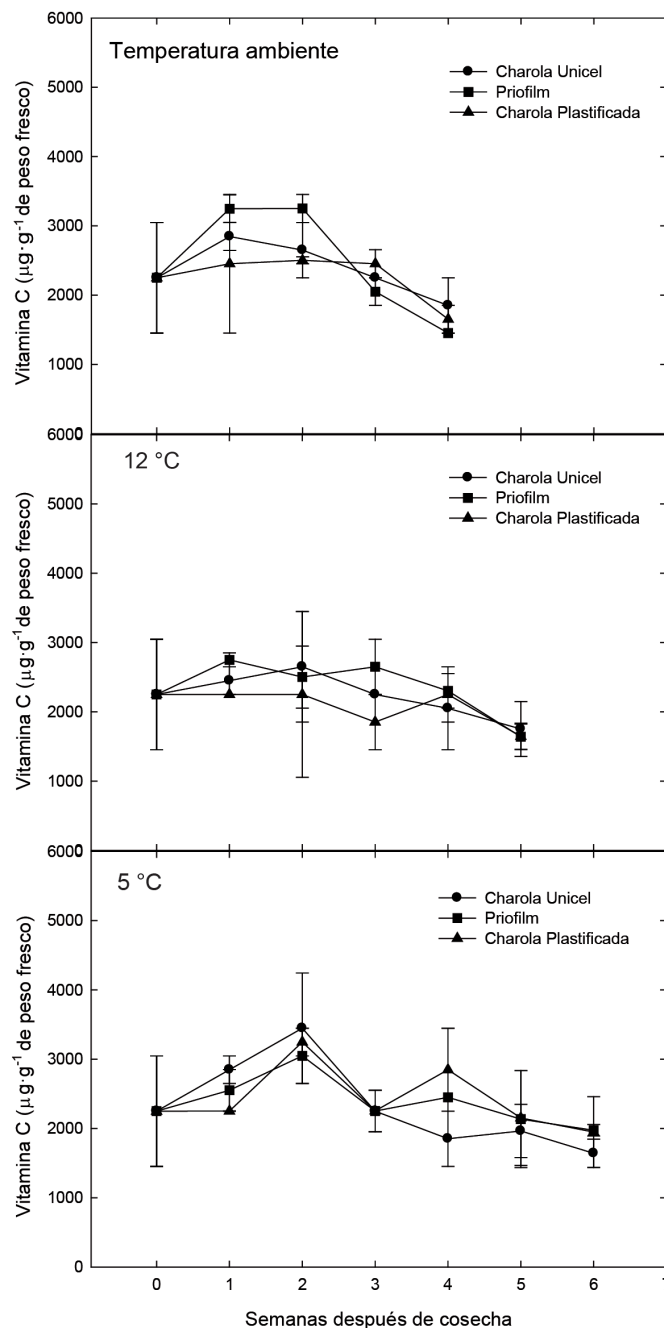 6000
Temperatura ambiente
Charola Unicel
Priofilm
Charola Plastificada
5000
4000
3000
2000
1000
0
Vitamina C (µg·g⁻¹ de peso fresco)
6000
12 °C
Charola Unicel
Priofilm
Charola Plastificada
5000
4000
3000
2000
1000
0
Vitamina C (µg·g⁻¹ de peso fresco)
6000
5 °C
Charola Unicel
Priofilm
Charola Plastificada
5000
4000
3000
2000
1000
0
Vitamina C (µg·g⁻¹ de peso fresco)
0 1 2 3 4 5 6
Semanas después de cosecha